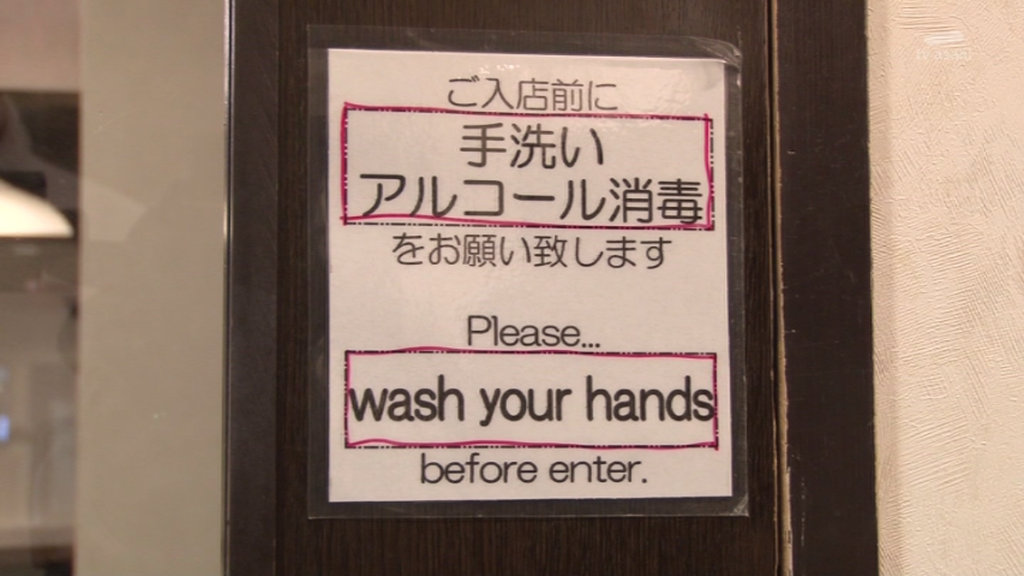 ご入店前に
手洗い
アルコール消毒
をお願い致します
Please...
wash your hands
before enter.